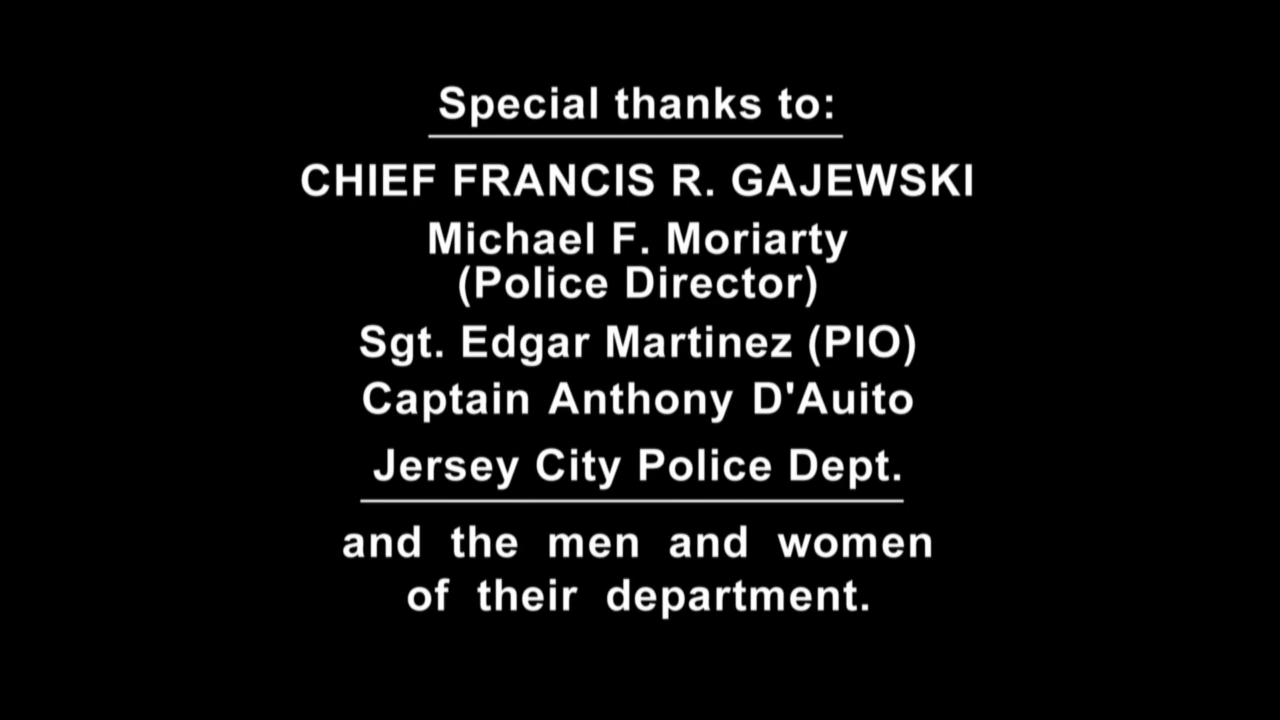 Special thanks to:
CHIEF FRANCIS R. GAJEWSKI
Michael F. Moriarty
(Police Director)
Sgt. Edgar Martinez (PIO)
Captain Anthony D'Auito
Jersey City Police Dept.
and the men and women
of their department.